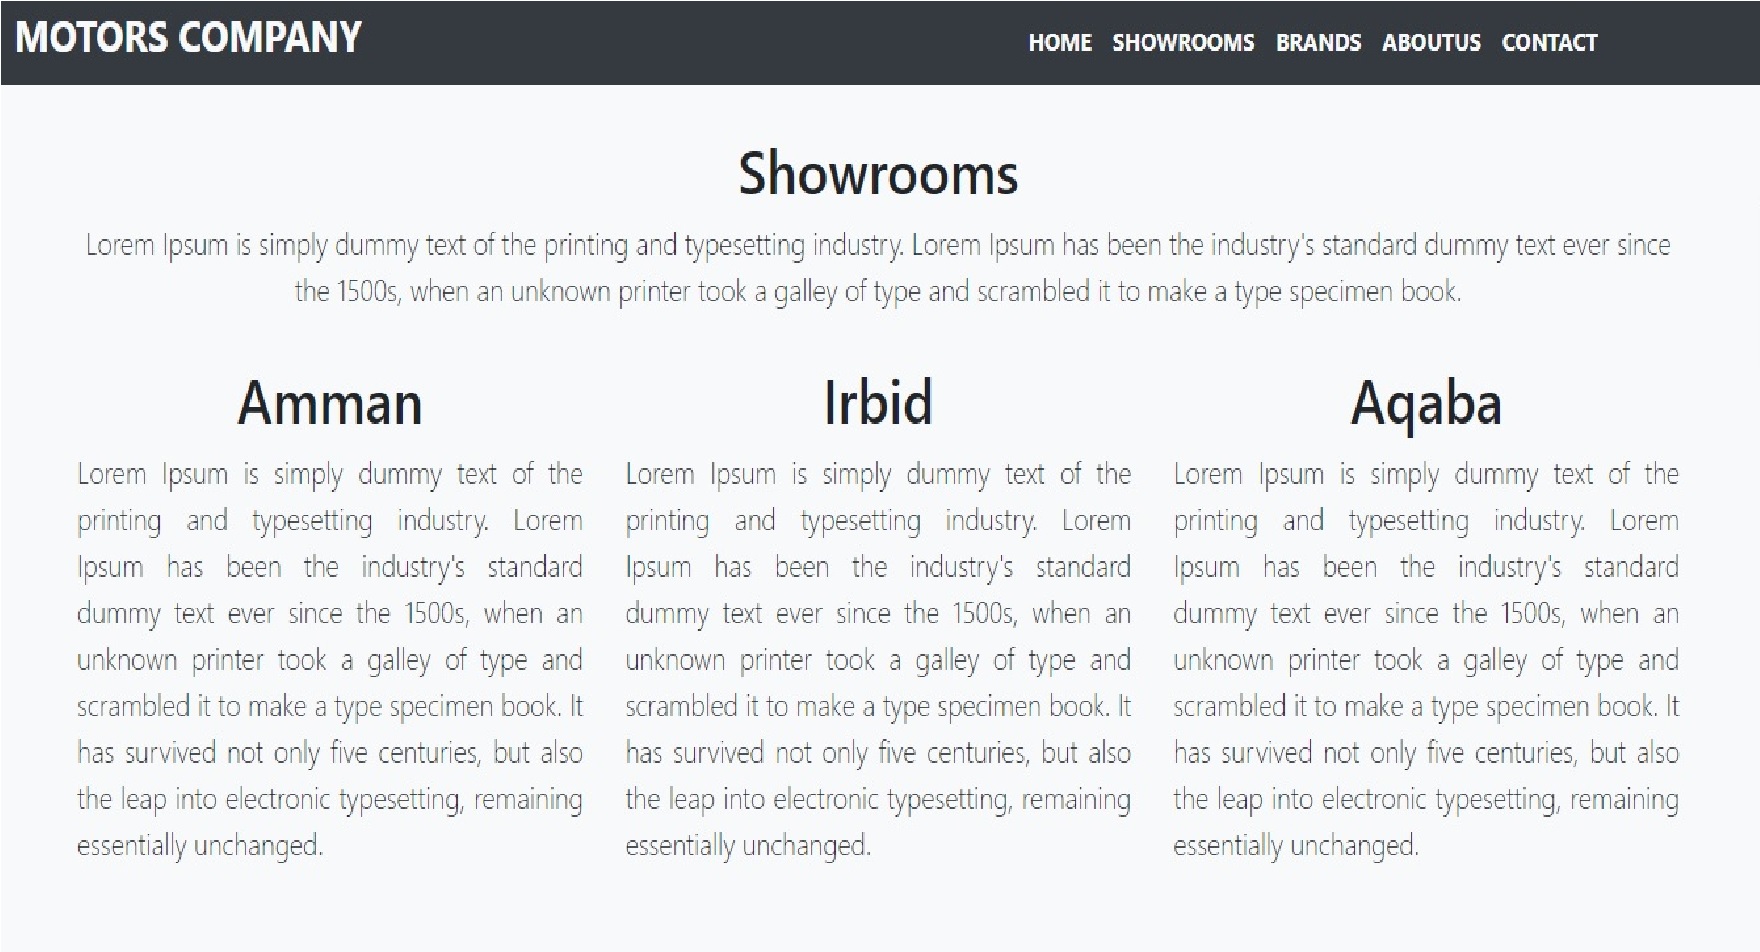 MOTORS COMPANY
HOME SHOWROOMS BRANDS ABOUTUS CONTACT
Showrooms
Lorem Ipsum is simply dummy text of the printing and typesetting industry. Lorem Ipsum has been the industry's standard dummy text ever since
the 1500s, when an unknown printer took a galley of type and scrambled it to make a type specimen book.
Amman
Lorem Ipsum is simply dummy text of the
printing and typesetting industry. Lorem
Ipsum has been the industry's standard
dummy text ever since the 1500s, when an
unknown printer took a galley of type and
scrambled it to make a type specimen book. It
has survived not only five centuries, but also
the leap into electronic typesetting, remaining
essentially unchanged.
Irbid
Lorem Ipsum is simply dummy text of the
printing and typesetting industry. Lorem
Ipsum has been the industry's standard
dummy text ever since the 1500s, when an
unknown printer took a galley of type and
scrambled it to make a type specimen book. It
has survived not only five centuries, but also
the leap into electronic typesetting, remaining
essentially unchanged.
Aqaba
Lorem Ipsum is simply dummy text of the
printing and typesetting industry. Lorem
Ipsum has been the industry's standard
dummy text ever since the 1500s, when an
unknown printer took a galley of type and
scrambled it to make a type specimen book. It
has survived not only five centuries, but also
the leap into electronic typesetting, remaining
essentially unchanged.